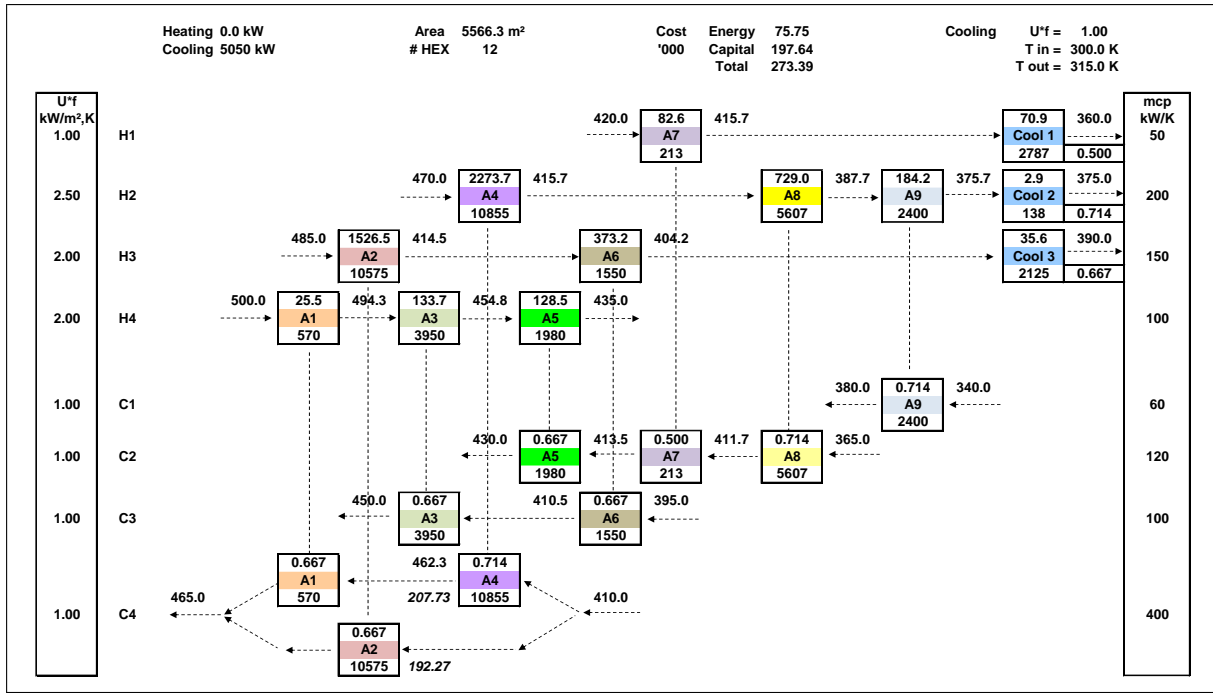 Heating 0.0 kW Area 5566.3 m² Cost Energy 75.75 Cooling U*f = 1.00
Cooling 5050 kW # HEX 12 '000 Capital 197.64 T in = 300.0 K
Total 273.39 T out = 315.0 K
U*f mcp
kW/m²,K kW/K
420.0 82.6 415.7 70.9 360.0
1.00 H1 A7 Cool 1 50
213 2787 0.500
470.0 2273.7 415.7 729.0 387.7 184.2 375.7 2.9 375.0
2.50 H2 A4 A8 A9 Cool 2 200
10855 5607 2400 138 0.714
485.0 1526.5 414.5 373.2 404.2 35.6 390.0
2.00 H3 A2 A6 Cool 3 150
10575 1550 2125 0.667
500.0 25.5 494.3 133.7 454.8 128.5 435.0
2.00 H4 A1 A3 A5 100
570 3950 1980
380.0 0.714 340.0
1.00 C1 A9 60
2400
430.0 0.667 413.5 0.500 411.7 0.714 365.0
1.00 C2 A5 A7 A8 120
1980 213 5607
450.0 0.667 410.5 0.667 395.0
1.00 C3 A3 A6 100
3950 1550
0.667 462.3 0.714
A1 A4
465.0 570 207.73 10855 410.0
1.00 C4 400
0.667
A2
10575 192.27